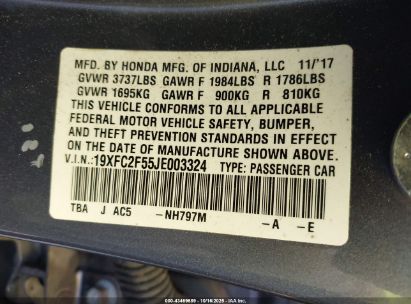 MFD. BY HONDA MFG. OF INDIANA, LLC 11/'17
GVWR 3737LBS GAWR F 1984LBS R 1786LBS
GVWR 1695KG GAWR F 900KG R 810KG
THIS VEHICLE CONFORMS TO ALL APPLICABLE
FEDERAL MOTOR VEHICLE SAFETY, BUMPER,
AND THEFT PREVENTION STANDARDS IN EFFECT
ON THE DATE OF MANUFACTURE SHOWN ABOVE.
V.I.N.: 19XFC2F55JE003324 TYPE: PASSENGER CAR
TBA J AC5 -NH797M -A -E